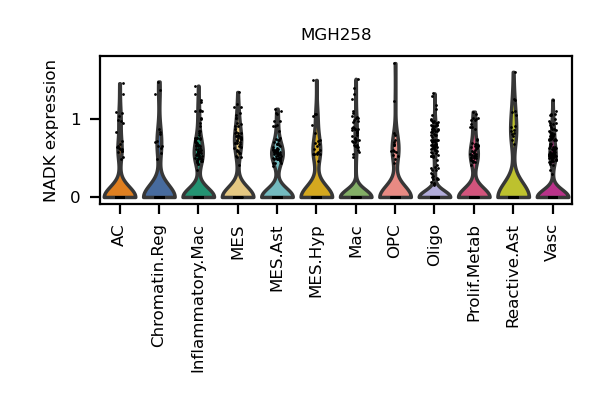 MGH258
NADK expression
1
0
AC
Chromatin.Reg
Inflammatory.Mac
MES
MES.Ast
MES.Hyp
Mac
OPC
Oligo
Prolif.Metab
Reactive.Ast
Vasc